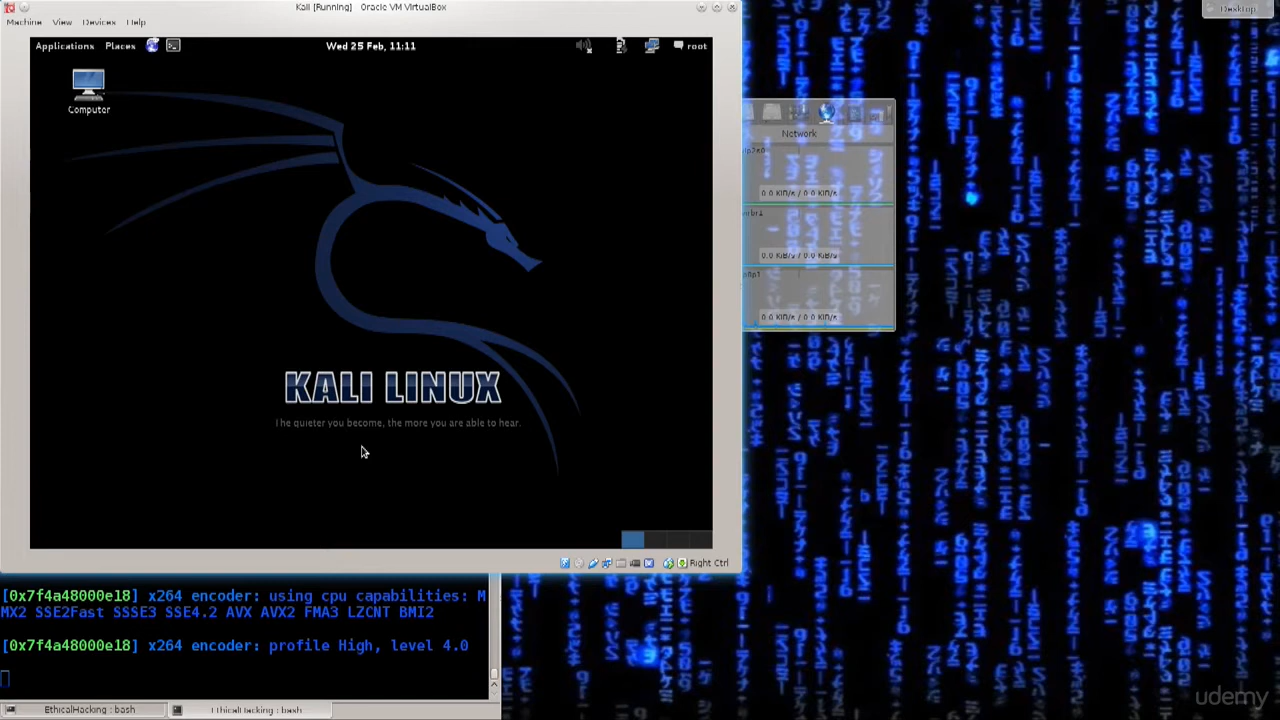 Kali [Running] - Oracle VM VirtualBox
Desktop
Machine View Devices Help
Applications Places Wed 25 Feb, 11:11 root
Computer
Network
0.0 KiB/s / 0.0 KiB/s
0.0 KiB/s / 0.0 KiB/s
0.0 KiB/s / 0.0 KiB/s
KALI LINUX
The quieter you become, the more you are able to hear.
Right Ctrl
[0x7f4a48000e18] x264 encoder: using cpu capabilities: M
MX2 SSE2Fast SSSE3 SSE4.2 AVX AVX2 FMA3 LZCNT BMI2
[0x7f4a48000e18] x264 encoder: profile High, level 4.0
EthicalHacking : bash
EthicalHacking : bash
udemy